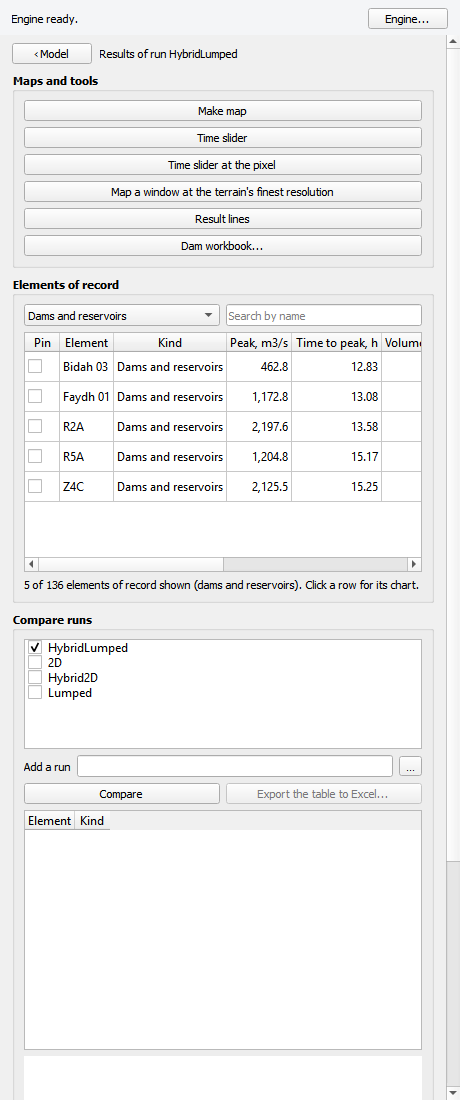 Engine ready.
Engine...
‹ Model
Results of run HybridLumped
Maps and tools
Make map
Time slider
Time slider at the pixel
Map a window at the terrain's finest resolution
Result lines
Dam workbook...
Elements of record
Dams and reservoirs
Search by name
Pin Element Kind Peak, m3/s Time to peak, h Volume
Bidah 03 Dams and reservoirs 462.8 12.83
Faydh 01 Dams and reservoirs 1,172.8 13.08
R2A Dams and reservoirs 2,197.6 13.58
R5A Dams and reservoirs 1,204.8 15.17
Z4C Dams and reservoirs 2,125.5 15.25
5 of 136 elements of record shown (dams and reservoirs). Click a row for its chart.
Compare runs
HybridLumped
2D
Hybrid2D
Lumped
Add a run
...
Compare
Export the table to Excel...
Element Kind